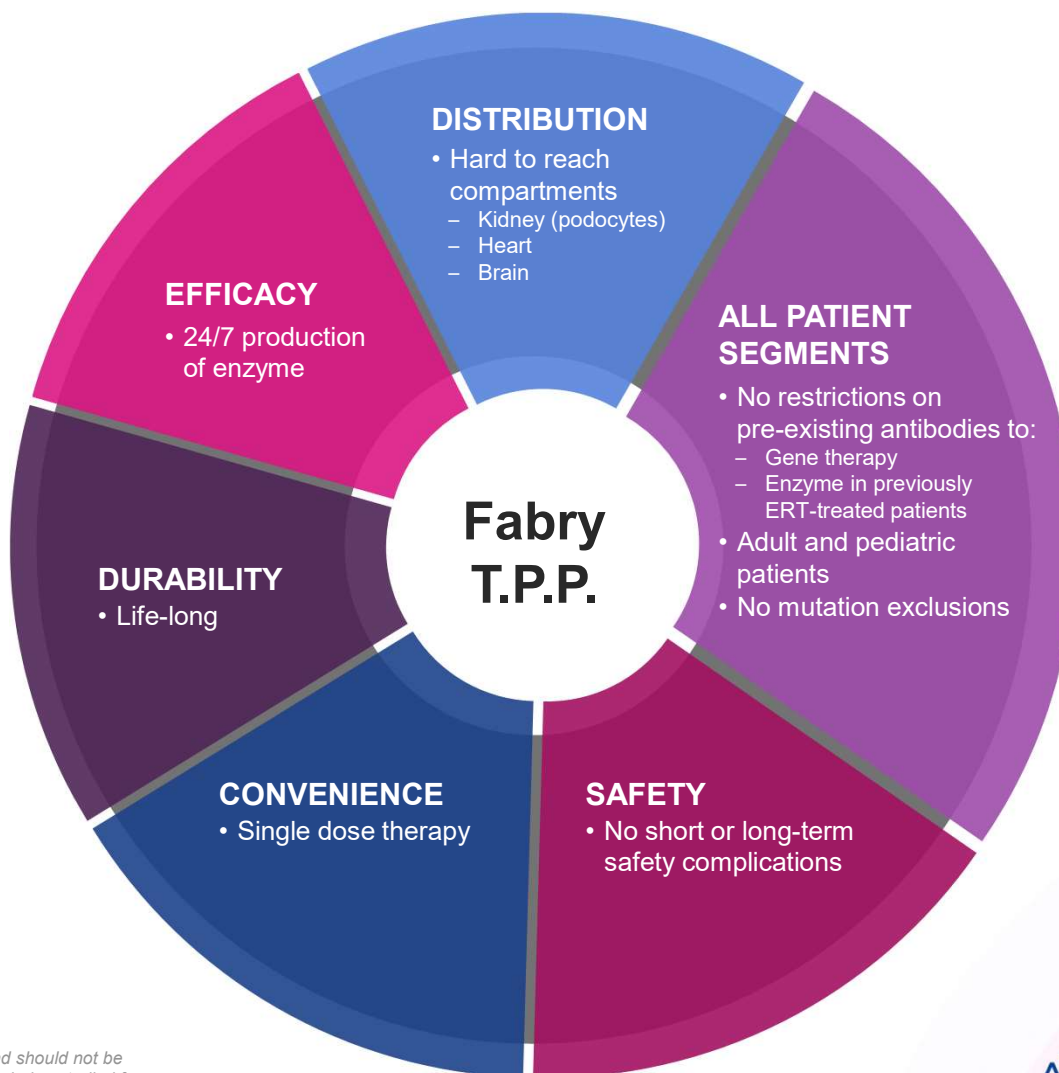 DISTRIBUTION
• Hard to reach
compartments
– Kidney (podocytes)
– Heart
– Brain
EFFICACY
• 24/7 production
of enzyme
ALL PATIENT
SEGMENTS
• No restrictions on
pre-existing antibodies to:
– Gene therapy
– Enzyme in previously
ERT-treated patients
• Adult and pediatric
patients
• No mutation exclusions
Fabry
T.P.P.
DURABILITY
• Life-long
CONVENIENCE
• Single dose therapy
SAFETY
• No short or long-term
safety complications
should not be